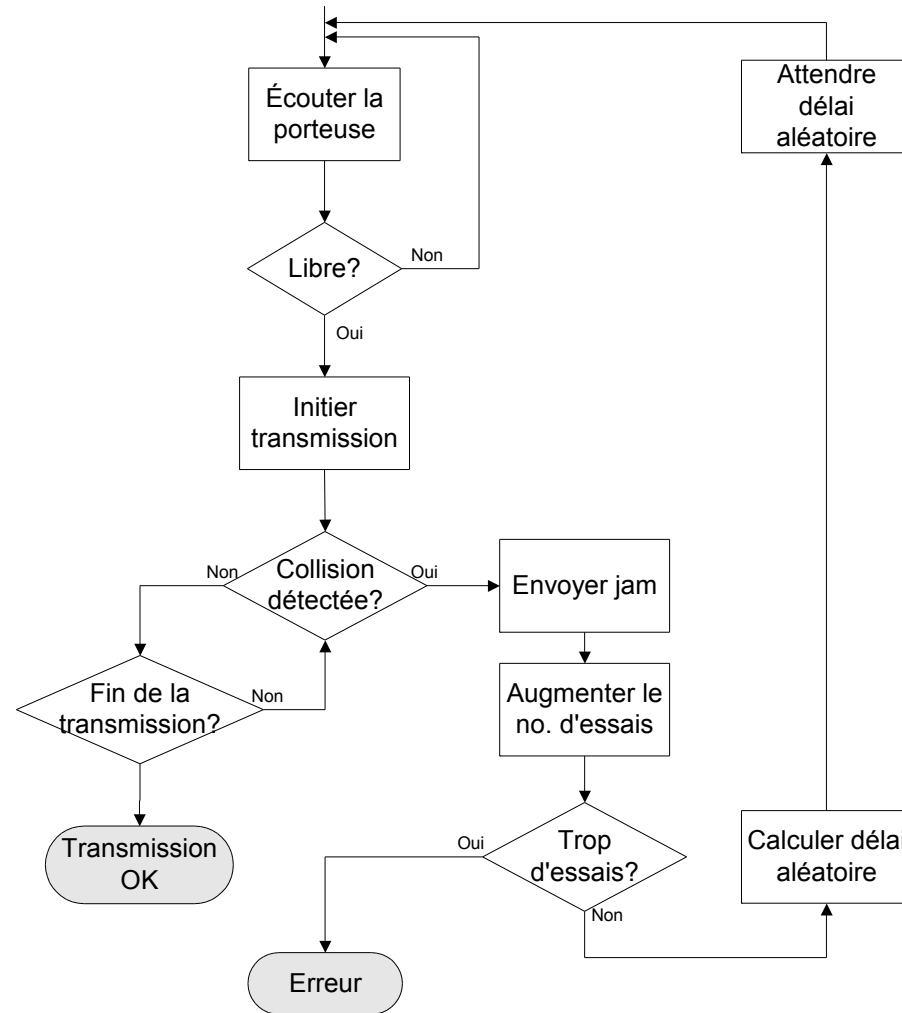 Écouter la
porteuse
Attendre
délai
aléatoire
Libre?
Non
Oui
Initier
transmission
Non
Collision
détectée?
Oui
Envoyer jam
Fin de la
transmission?
Non
Augmenter le
no. d'essais
Transmission
OK
Oui
Trop
d'essais?
Non
Calculer délai
aléatoire
Erreur